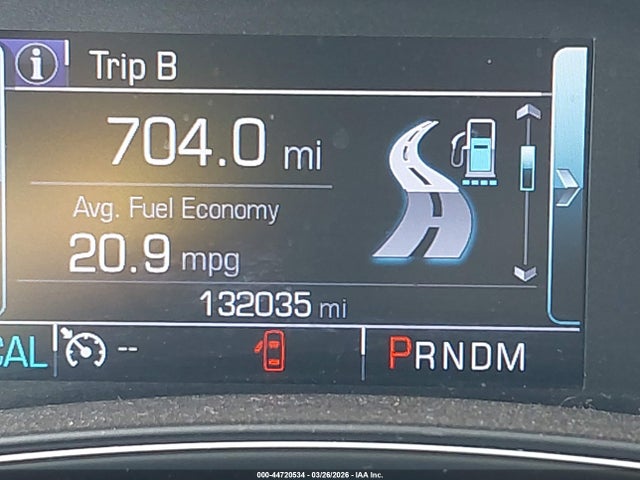 Trip B
704.0 mi
Avg. Fuel Economy
20.9 mpg
132035 mi
CAL -- PRNDM
000-44720534 - 03/26/2026 - IAA Inc.